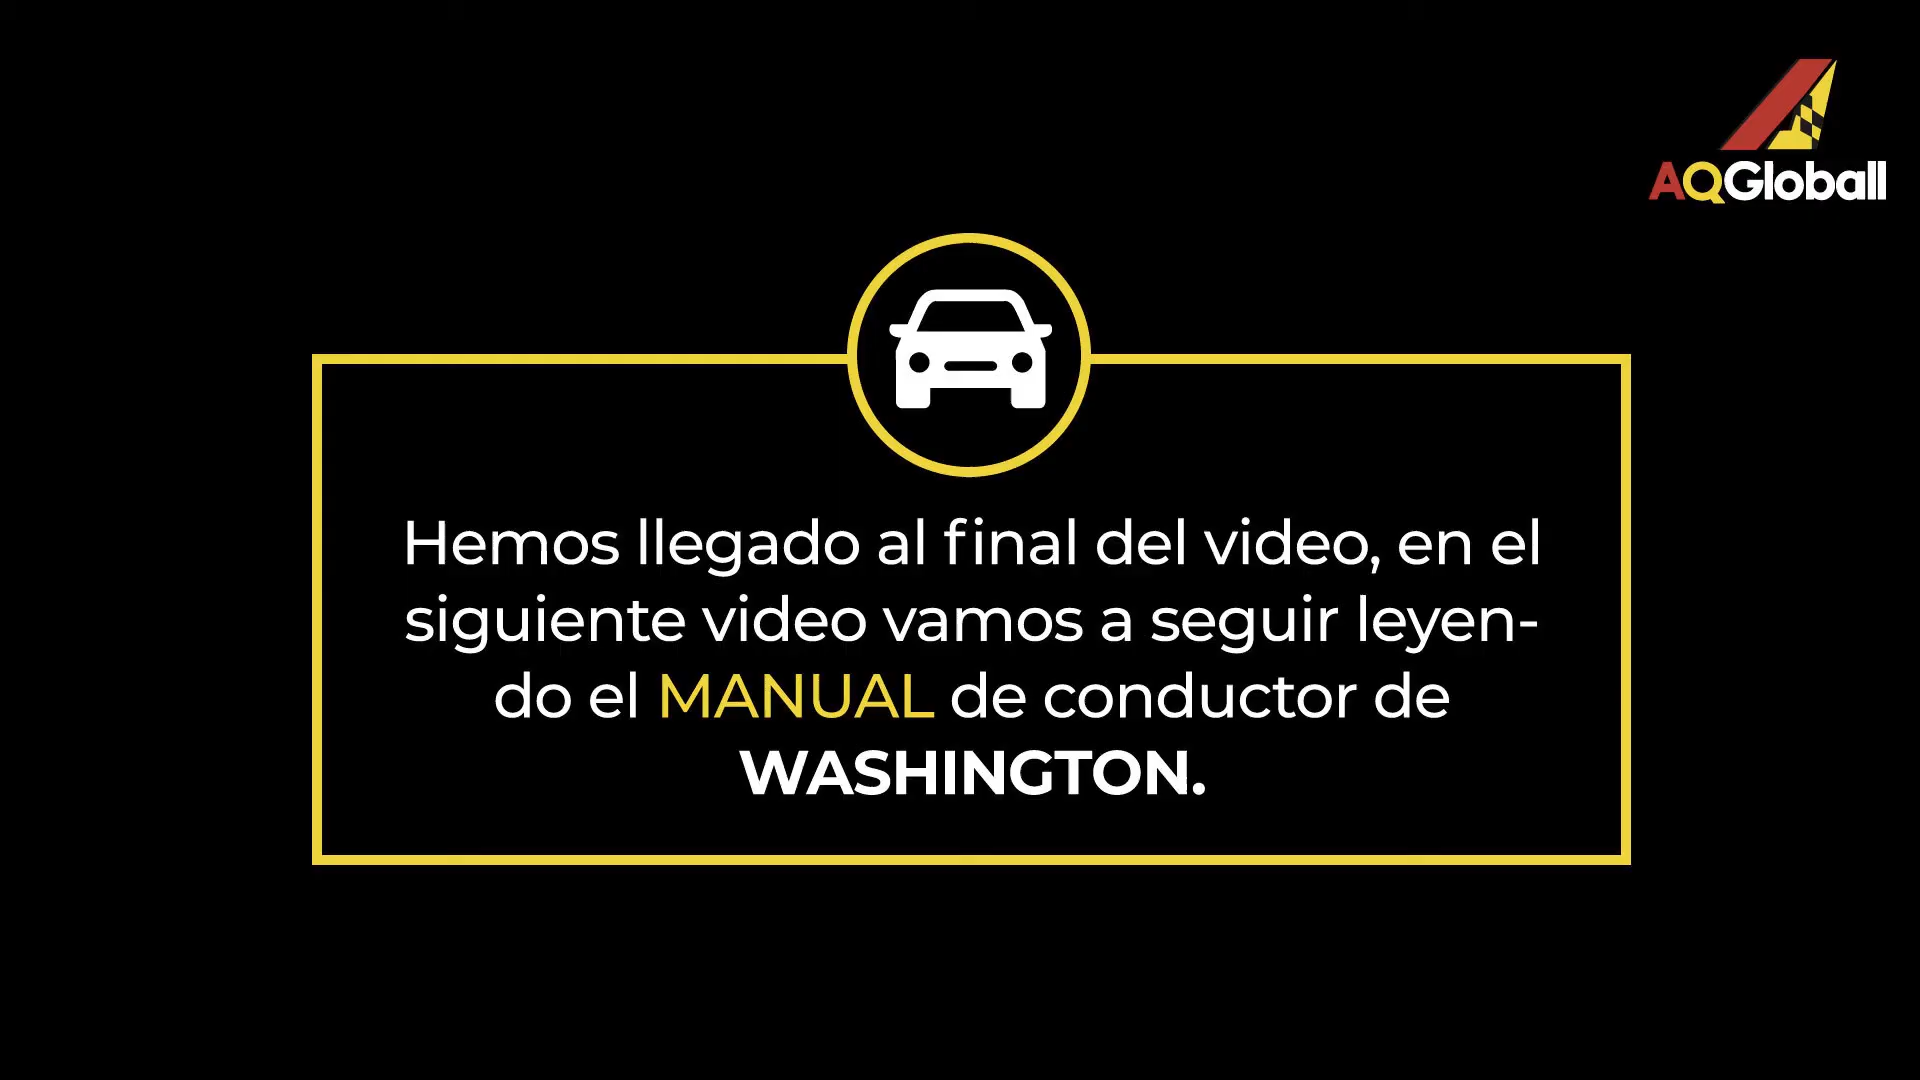 AQGloball
Hemos llegado al final del video, en el
siguiente video vamos a seguir leyen-
do el MANUAL de conductor de
WASHINGTON.